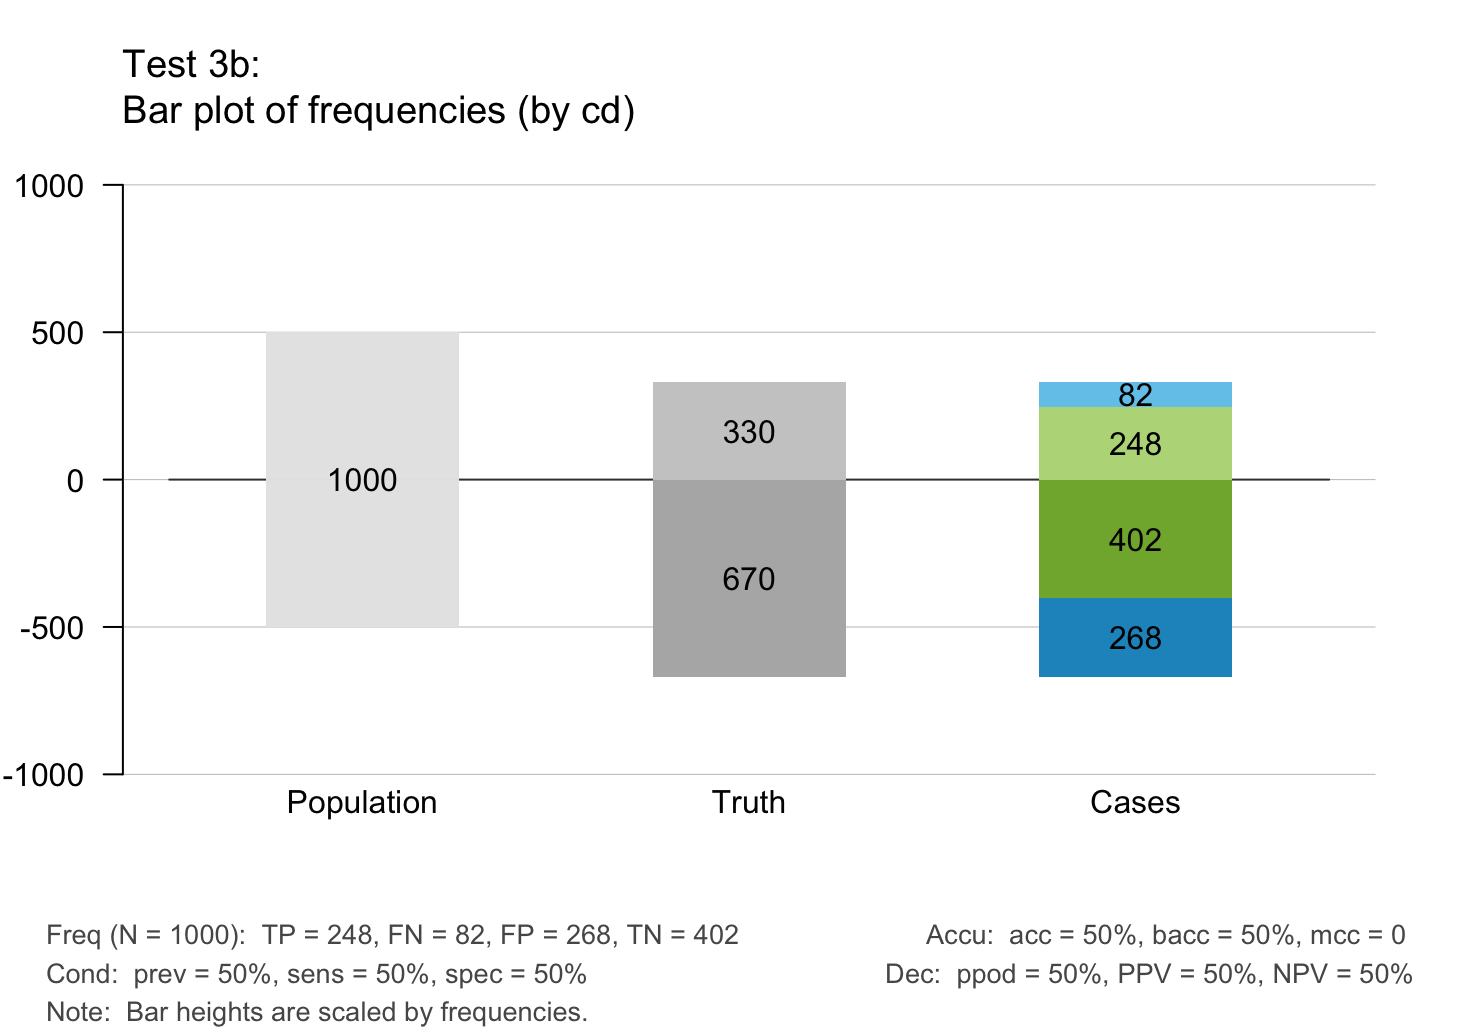 Test 3b:
Bar plot of frequencies (by cd)
1000
500
0
-500
-1000
1000
330
670
82
248
402
268
Population
Truth
Cases
Freq (N = 1000):  TP = 248, FN = 82, FP = 268, TN = 402
Accu:  acc = 50%, bacc = 50%, mcc = 0
Cond:  prev = 50%, sens = 50%, spec = 50%
Dec:  ppod = 50%, PPV = 50%, NPV = 50%
Note:  Bar heights are scaled by frequencies.